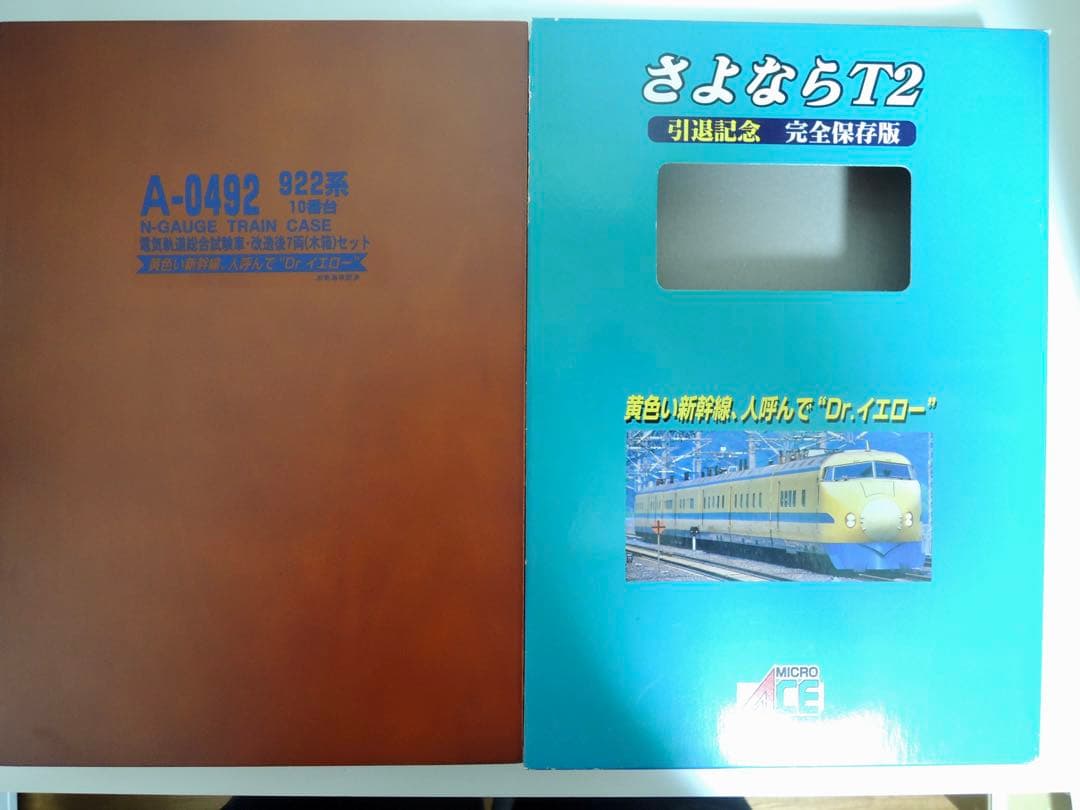 A-0492 922系
10番台
N-GAUGE TRAIN CASE
電気軌道総合試験車・改造後7両(木箱)セット
黄色い新幹線、人呼んで"Dr.イエロー"
さよならT2
引退記念 完全保存版
黄色い新幹線、人呼んで"Dr.イエロー"
MICRO
ACE